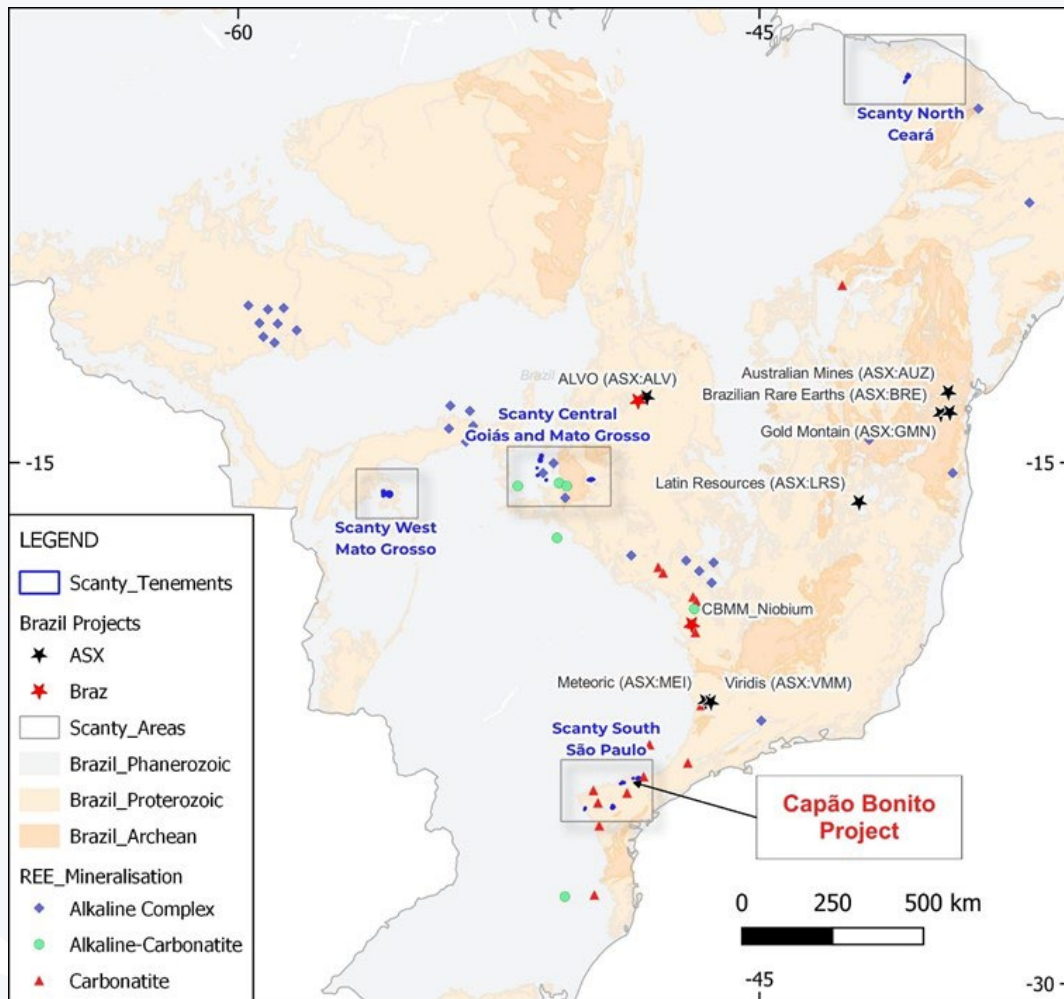 -60
-45
Scanty North
Ceará
Brazil
ALVO (ASX:ALV)
Australian Mines (ASX:AUZ)
Brazilian Rare Earths (ASX:BRE)
Gold Montain (ASX:GMN)
Scanty Central
Goiás and Mato Grosso
-15
-15
Latin Resources (ASX:LRS)
Scanty West
Mato Grosso
CBMM_Niobium
Meteoric (ASX:MEI)
Viridis (ASX:VMM)
Scanty South
São Paulo
Capão Bonito
Project
LEGEND
Scanty_Tenements
Brazil Projects
ASX
Braz
Scanty_Areas
Brazil_Phanerozoic
Brazil_Proterozoic
Brazil_Archean
REE_Mineralisation
Alkaline Complex
Alkaline-Carbonatite
Carbonatite
0 250 500 km
-45
-30